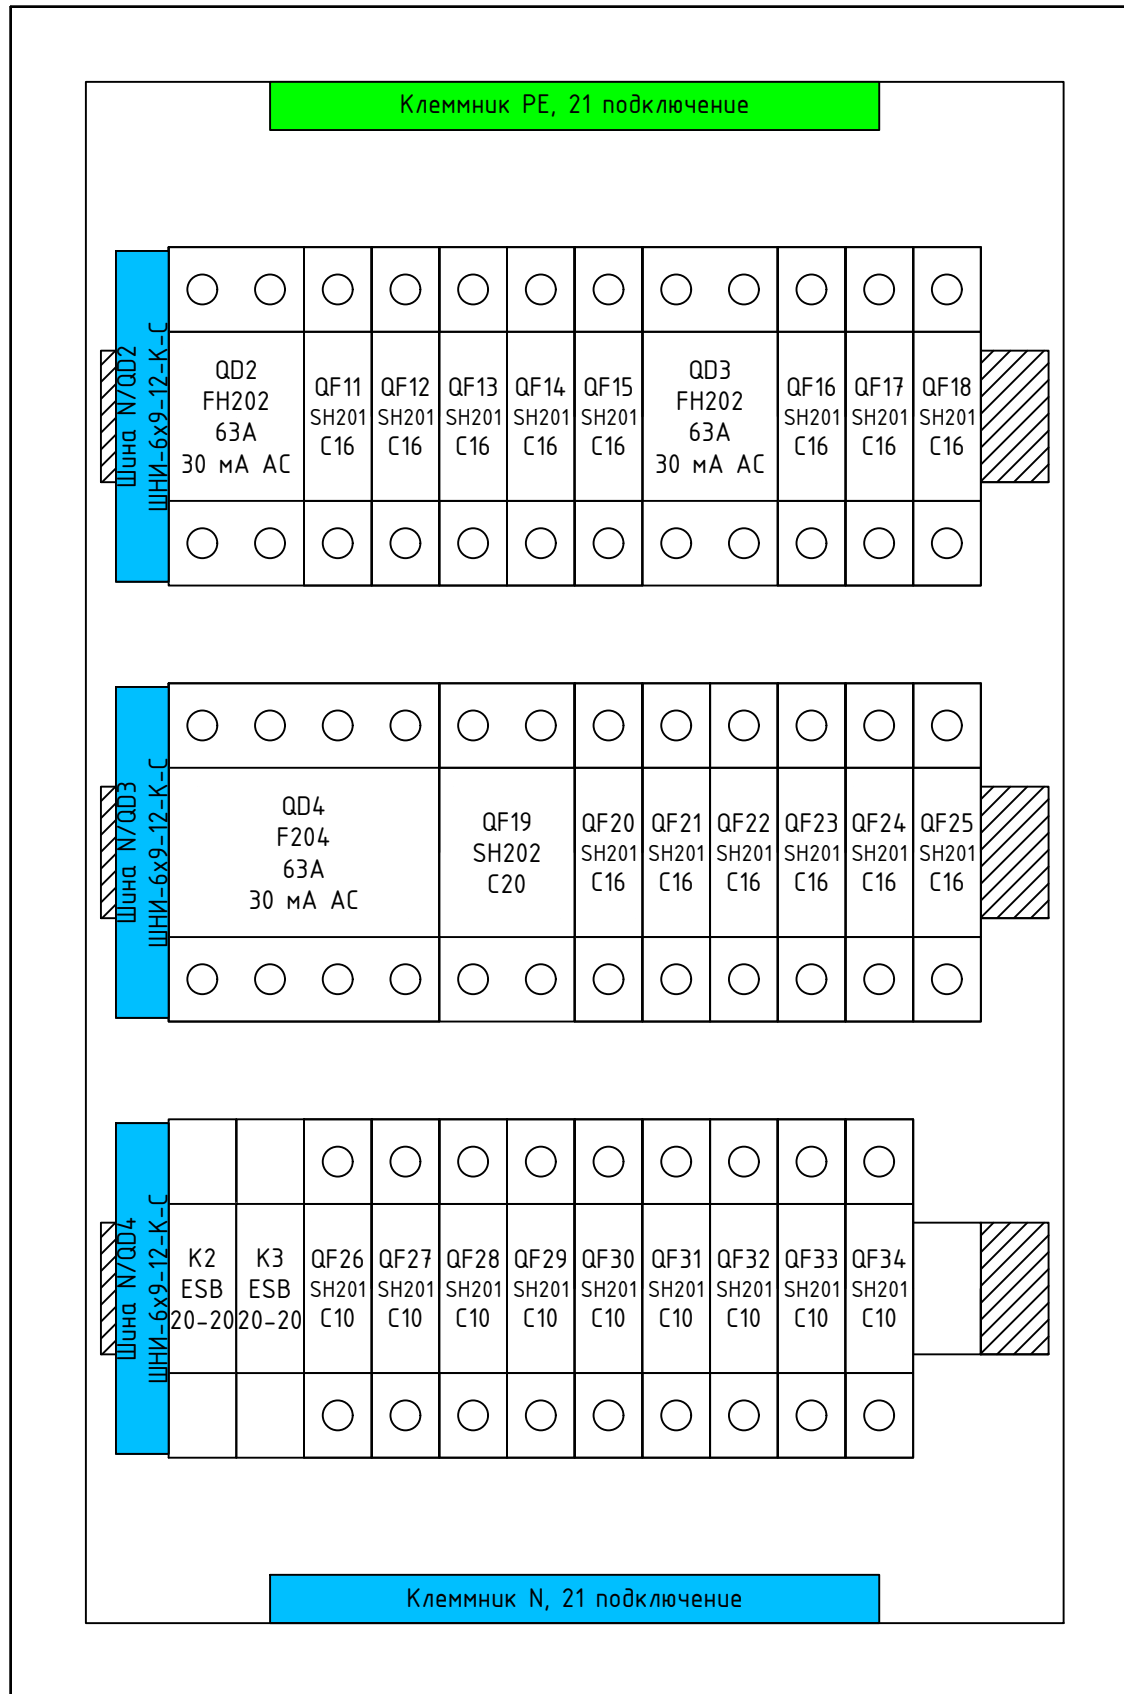 Клеммник PE, 21 подключение
Шина N/QD2
ШНИ-6х9-12-К-С
QD2
FH202
63А
30 мА АС
QF11
SH201
C16
QF12
SH201
C16
QF13
SH201
C16
QF14
SH201
C16
QF15
SH201
C16
QD3
FH202
63А
30 мА АС
QF16
SH201
C16
QF17
SH201
C16
QF18
SH201
C16
Шина N/QD3
ШНИ-6х9-12-К-С
QD4
F204
63А
30 мА АС
QF19
SH202
C20
QF20
SH201
C16
QF21
SH201
C16
QF22
SH201
C16
QF23
SH201
C16
QF24
SH201
C16
QF25
SH201
C16
Шина N/QD4
ШНИ-6х9-12-К-С
K2
ESB
20-20
K3
ESB
20-20
QF26
SH201
C10
QF27
SH201
C10
QF28
SH201
C10
QF29
SH201
C10
QF30
SH201
C10
QF31
SH201
C10
QF32
SH201
C10
QF33
SH201
C10
QF34
SH201
C10
Клеммник N, 21 подключение